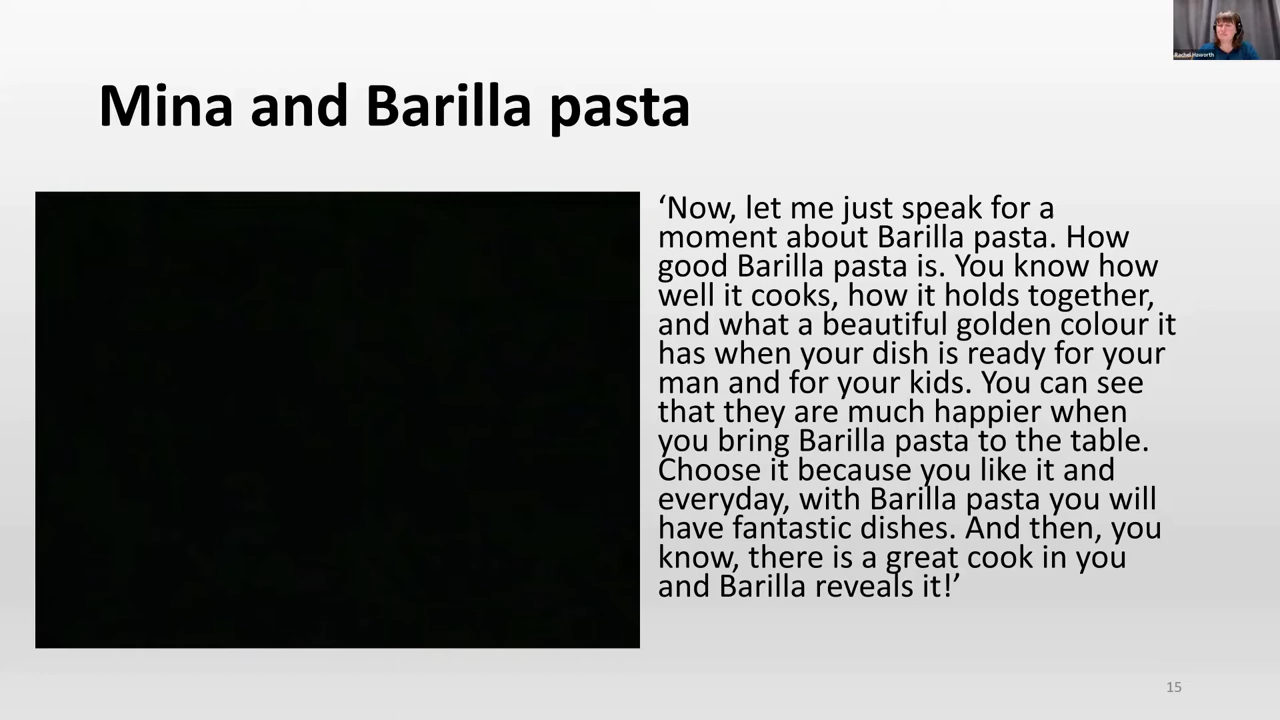 Rachel Haworth
Mina and Barilla pasta
‘Now, let me just speak for a
moment about Barilla pasta. How
good Barilla pasta is. You know how
well it cooks, how it holds together,
and what a beautiful golden colour it
has when your dish is ready for your
man and for your kids. You can see
that they are much happier when
you bring Barilla pasta to the table.
Choose it because you like it and
everyday, with Barilla pasta you will
have fantastic dishes. And then, you
know, there is a great cook in you
and Barilla reveals it!’
15